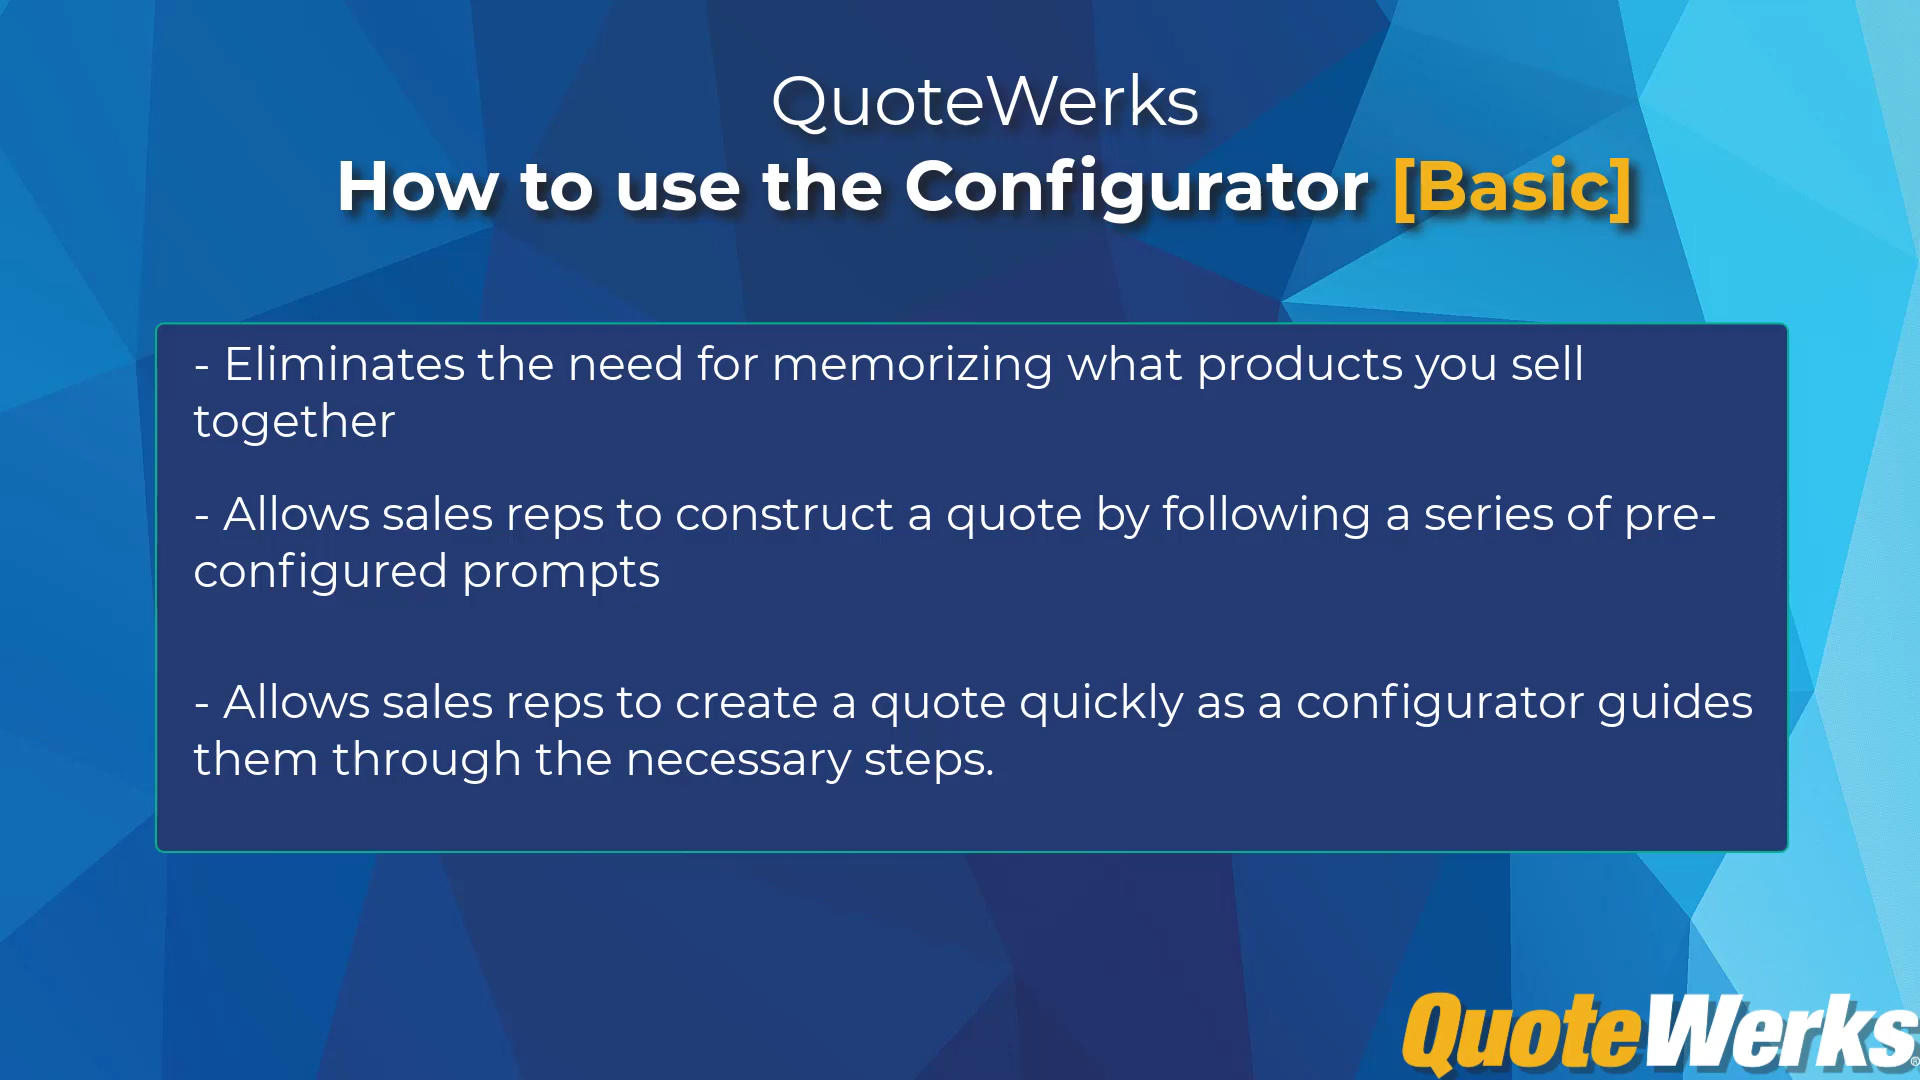 QuoteWerks
How to use the Configurator [Basic]
- Eliminates the need for memorizing what products you sell
together
- Allows sales reps to construct a quote by following a series of pre-
configured prompts
- Allows sales reps to create a quote quickly as a configurator guides
them through the necessary steps.
QuoteWerks®